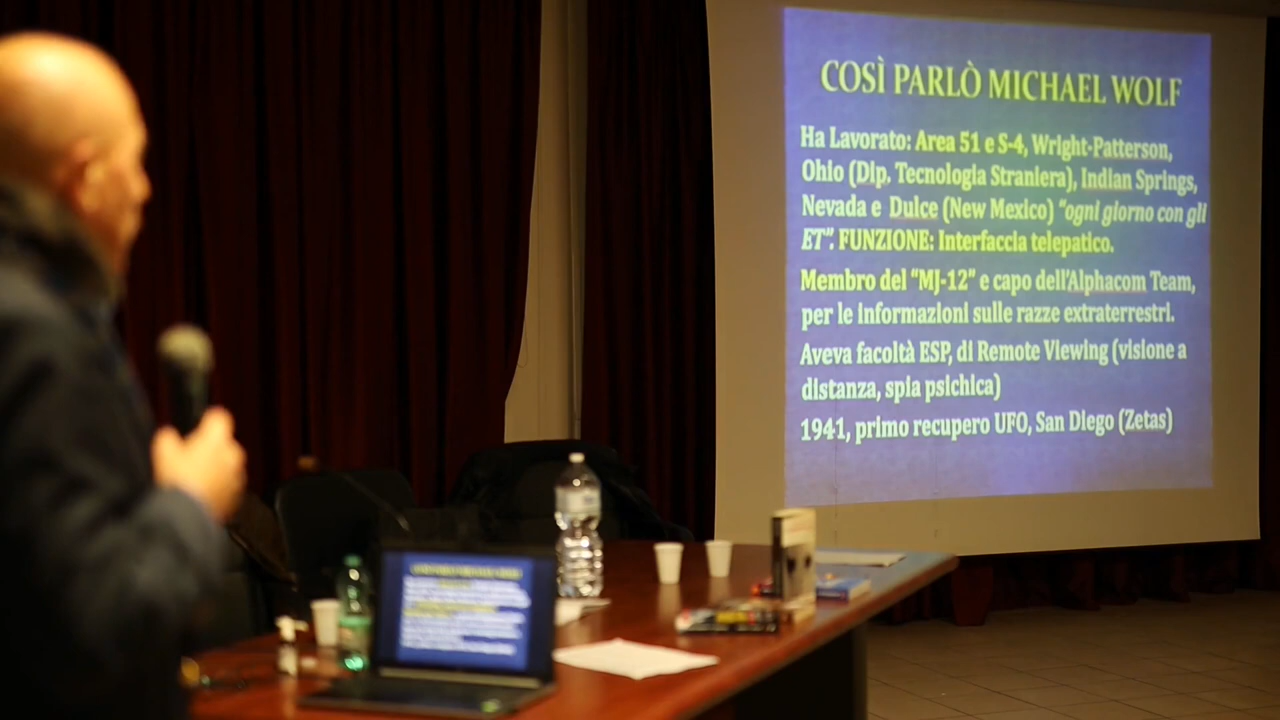 COSÌ PARLÒ MICHAEL WOLF
Ha Lavorato: Area 51 e S-4, Wright-Patterson,
Ohio (Dip. Tecnologia Straniera), Indian Springs,
Nevada e Dulce (New Mexico) "ogni giorno con gli
ET". FUNZIONE: Interfaccia telepatico.
Membro del "MJ-12" e capo dell'Alphacom Team,
per le informazioni sulle razze extraterrestri.
Aveva facoltà ESP, di Remote Viewing (visione a
distanza, spia psichica)
1941, primo recupero UFO, San Diego (Zetas)